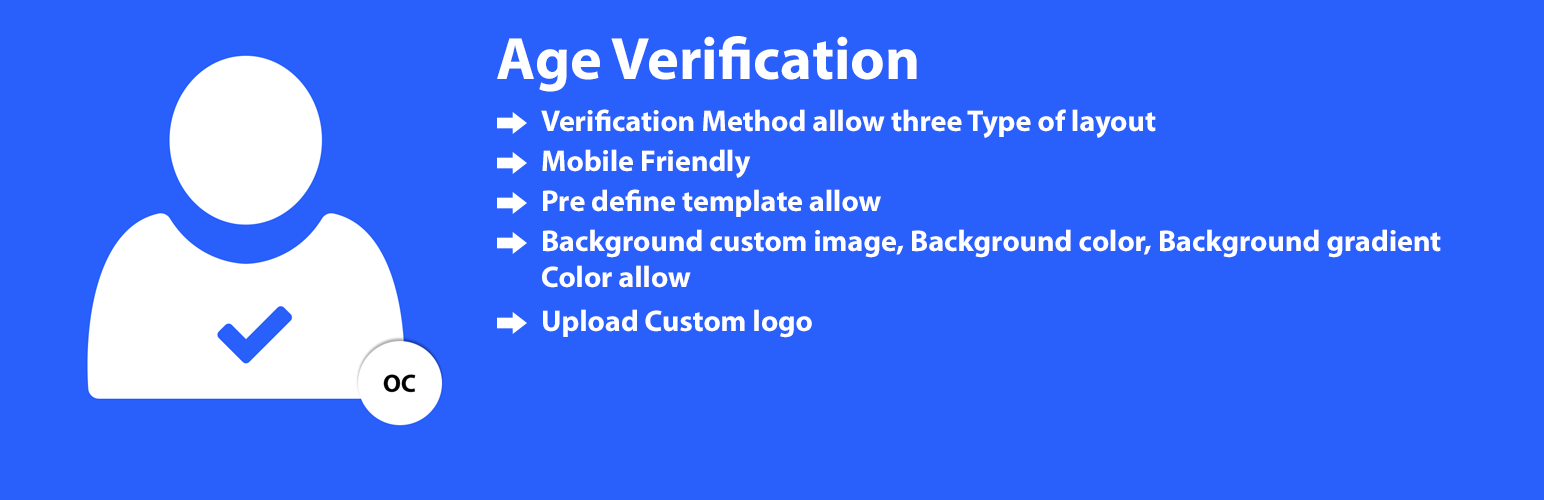 Age Verification
Verification Method allow three Type of layout
Mobile Friendly
Pre define template allow
Background custom image, Background color, Background gradient
Color allow
Upload Custom logo
OC